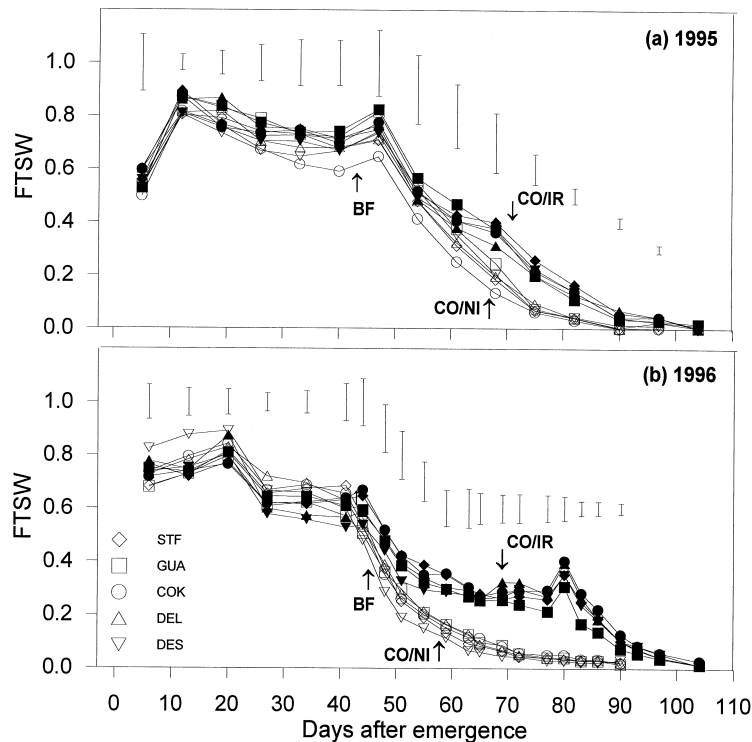 (a) 1995
1.0
0.8
0.6
0.4
0.2
0.0
FTSW
BF
CO/IR
CO/NI
(b) 1996
1.0
0.8
0.6
0.4
0.2
0.0
FTSW
STF
GUA
COK
DEL
DES
BF
CO/IR
CO/NI
0 10 20 30 40 50 60 70 80 90 100 110
Days after emergence